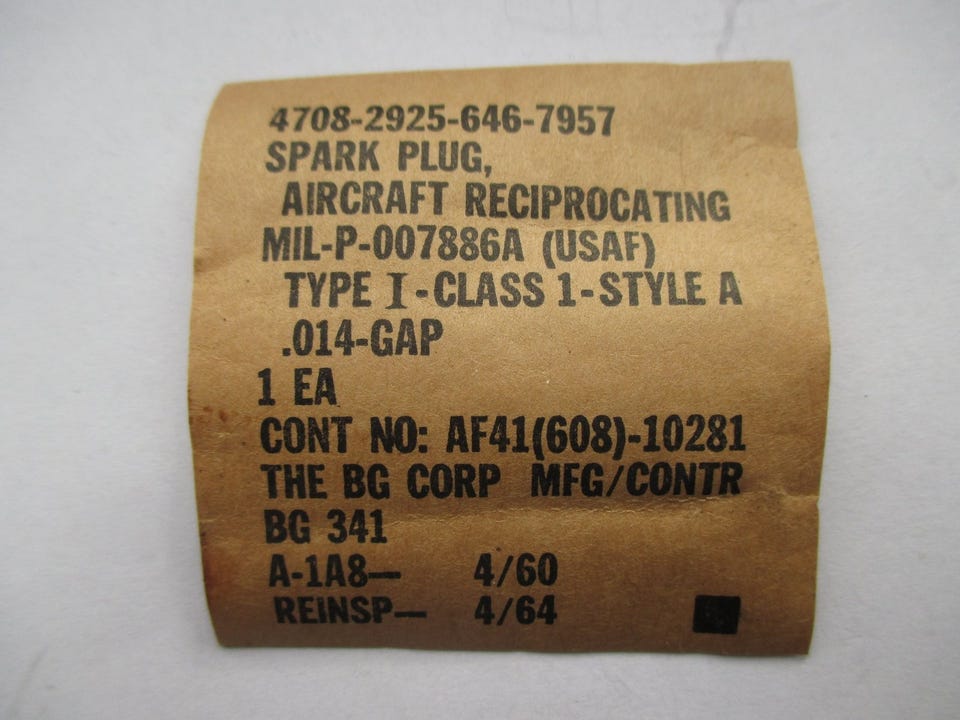 4708-2925-646-7957
SPARK PLUG,
AIRCRAFT RECIPROCATING
MIL-P-007886A (USAF)
TYPE I-CLASS 1-STYLE A
.014-GAP
1 EA
CONT NO: AF41(608)-10281
THE BG CORP MFG/CONTR
BG 341
A-1A8— 4/60
REINSP— 4/64